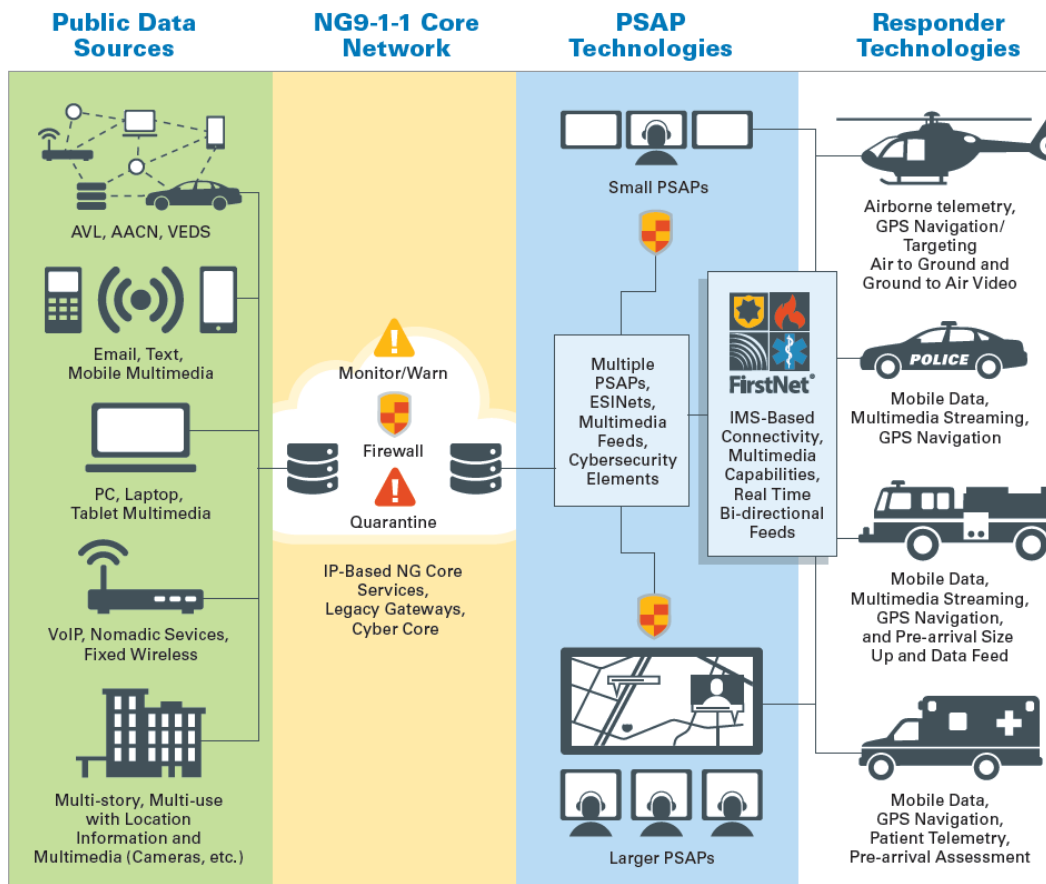 Public Data
Sources
NG9-1-1 Core
Network
PSAP
Technologies
Responder
Technologies
AVL, AACN, VEDS
Email, Text,
Mobile Multimedia
PC, Laptop,
Tablet Multimedia
VoIP, Nomadic Sevices,
Fixed Wireless
Multi-story, Multi-use
with Location
Information and
Multimedia (Cameras, etc.)
Monitor/Warn
Firewall
Quarantine
IP-Based NG Core
Services,
Legacy Gateways,
Cyber Core
Small PSAPs
Multiple
PSAPs,
ESINets,
Multimedia
Feeds,
Cybersecurity
Elements
FirstNet®
IMS-Based
Connectivity,
Multimedia
Capabilities,
Real Time
Bi-directional
Feeds
Larger PSAPs
Airborne telemetry,
GPS Navigation/
Targeting
Air to Ground and
Ground to Air Video
POLICE
Mobile Data,
Multimedia Streaming,
GPS Navigation
Mobile Data,
Multimedia Streaming,
GPS Navigation,
and Pre-arrival Size
Up and Data Feed
Mobile Data,
GPS Navigation,
Patient Telemetry,
Pre-arrival Assessment